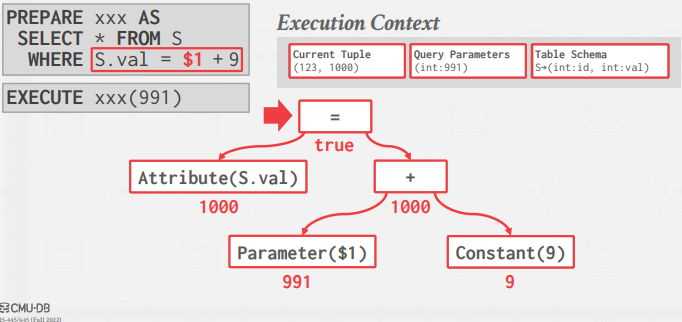 PREPARE xxx AS
SELECT * FROM S
WHERE S.val = $1 + 9
EXECUTE xxx(991)
Execution Context
Current Tuple
(123, 1000)
Query Parameters
(int:991)
Table Schema
S→(int:id, int:val)
=
true
Attribute(S.val)
1000
+
1000
Parameter($1)
991
Constant(9)
9
CMU-DB
15-445/645 (Fall 2022)